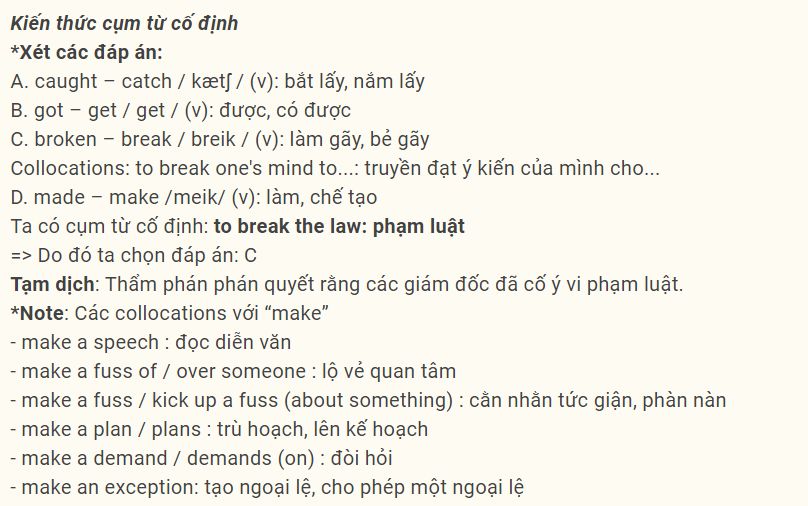 Kiến thức cụm từ cố định
*Xét các đáp án:
A. caught – catch / kætʃ / (v): bắt lấy, nắm lấy
B. got – get / get / (v): được, có được
C. broken – break / breik / (v): làm gãy, bẻ gãy
Collocations: to break one's mind to...: truyền đạt ý kiến của mình cho...
D. made – make /meik/ (v): làm, chế tạo
Ta có cụm từ cố định: to break the law: phạm luật
=> Do đó ta chọn đáp án: C
Tạm dịch: Thẩm phán phán quyết rằng các giám đốc đã cố ý vi phạm luật.
*Note: Các collocations với “make”
- make a speech : đọc diễn văn
- make a fuss of / over someone : lộ vẻ quan tâm
- make a fuss / kick up a fuss (about something) : cằn nhằn tức giận, phàn nàn
- make a plan / plans : trù hoạch, lên kế hoạch
- make a demand / demands (on) : đòi hỏi
- make an exception: tạo ngoại lệ, cho phép một ngoại lệ